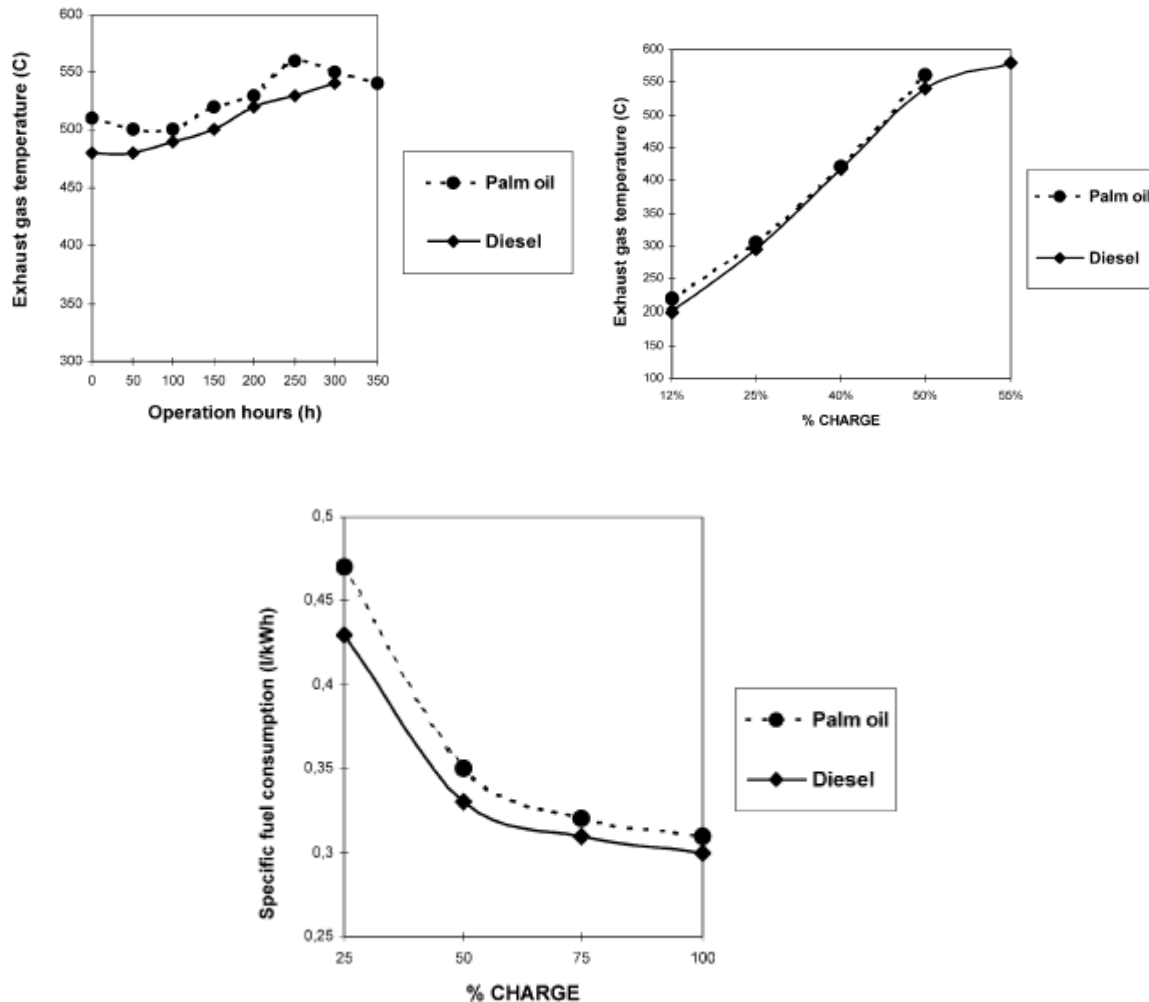 600
550
500
450
400
350
300
0 50 100 150 200 250 300 350
Exhaust gas temperature (C)
Operation hours (h)
Palm oil
Diesel
600
550
500
450
400
350
300
250
200
150
100
12% 25% 40% 50% 55%
Exhaust gas temperature (C)
% CHARGE
Palm oil
Diesel
0,5
0,45
0,4
0,35
0,3
0,25
25 50 75 100
Specific fuel consumption (l/kWh)
% CHARGE
Palm oil
Diesel